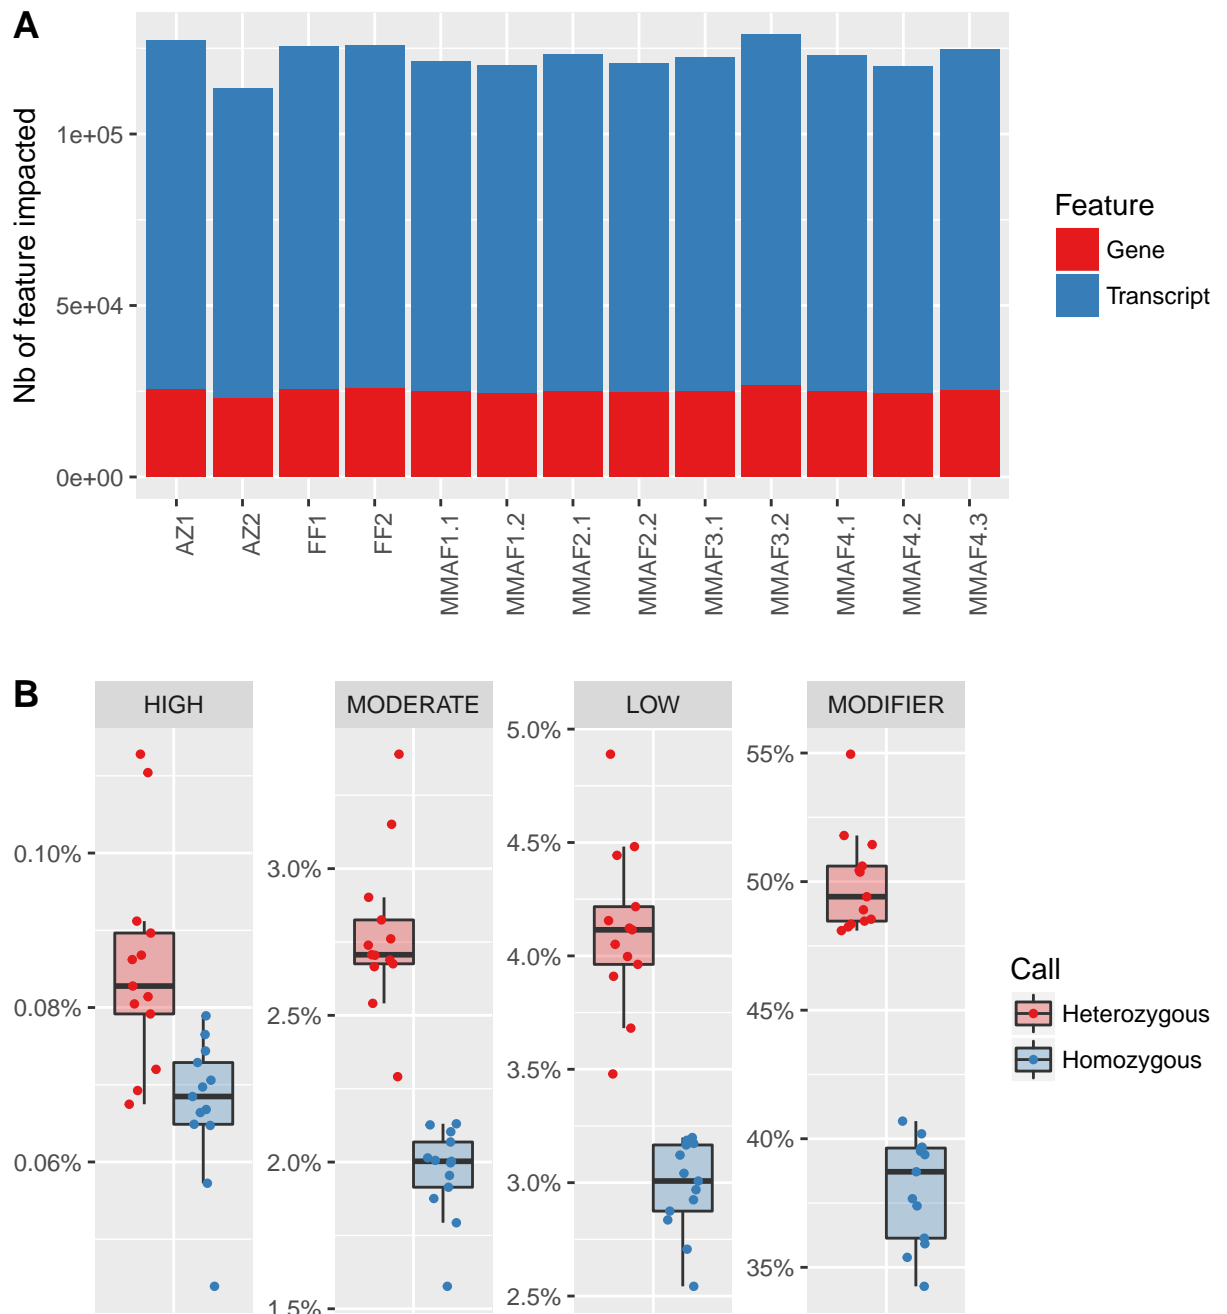 A
Nb of feature impacted
1e+05
5e+04
0e+00
AZ1
AZ2
FF1
FF2
MMAF1.1
MMAF1.2
MMAF2.1
MMAF2.2
MMAF3.1
MMAF3.2
MMAF4.1
MMAF4.2
MMAF4.3
Feature
Gene
Transcript
B
HIGH
0.10%
0.08%
0.06%
MODERATE
3.0%
2.5%
2.0%
1.5%
LOW
5.0%
4.5%
4.0%
3.5%
3.0%
2.5%
MODIFIER
55%
50%
45%
40%
35%
Call
Heterozygous
Homozygous